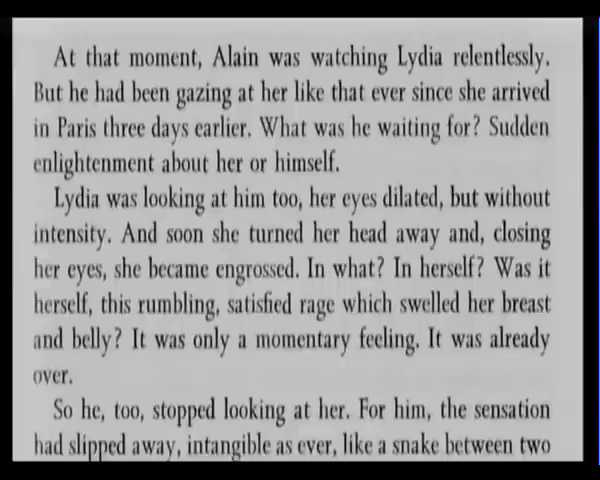 At that moment, Alain was watching Lydia relentlessly.
But he had been gazing at her like that ever since she arrived
in Paris three days earlier. What was he waiting for? Sudden
enlightenment about her or himself.
Lydia was looking at him too, her eyes dilated, but without
intensity. And soon she turned her head away and, closing
her eyes, she became engrossed. In what? In herself? Was it
herself, this rumbling, satisfied rage which swelled her breast
and belly? It was only a momentary feeling. It was already
over.
So he, too, stopped looking at her. For him, the sensation
had slipped away, intangible as ever, like a snake between two